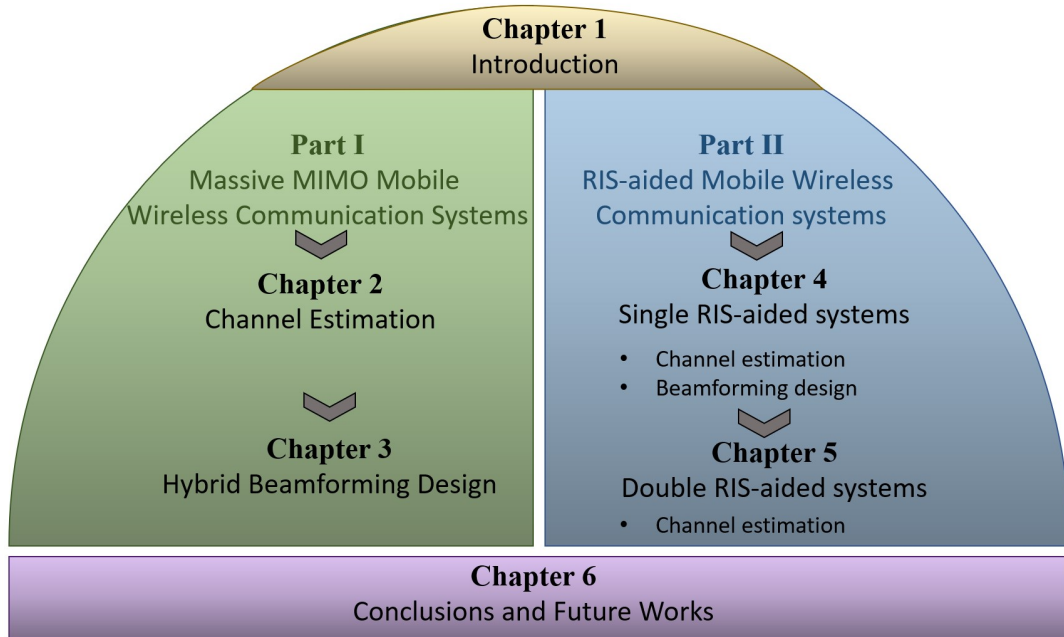 Chapter 1
Introduction
Part I
Massive MIMO Mobile
Wireless Communication Systems
Chapter 2
Channel Estimation
Chapter 3
Hybrid Beamforming Design
Part II
RIS-aided Mobile Wireless
Communication systems
Chapter 4
Single RIS-aided systems
• Channel estimation
• Beamforming design
Chapter 5
Double RIS-aided systems
• Channel estimation
Chapter 6
Conclusions and Future Works